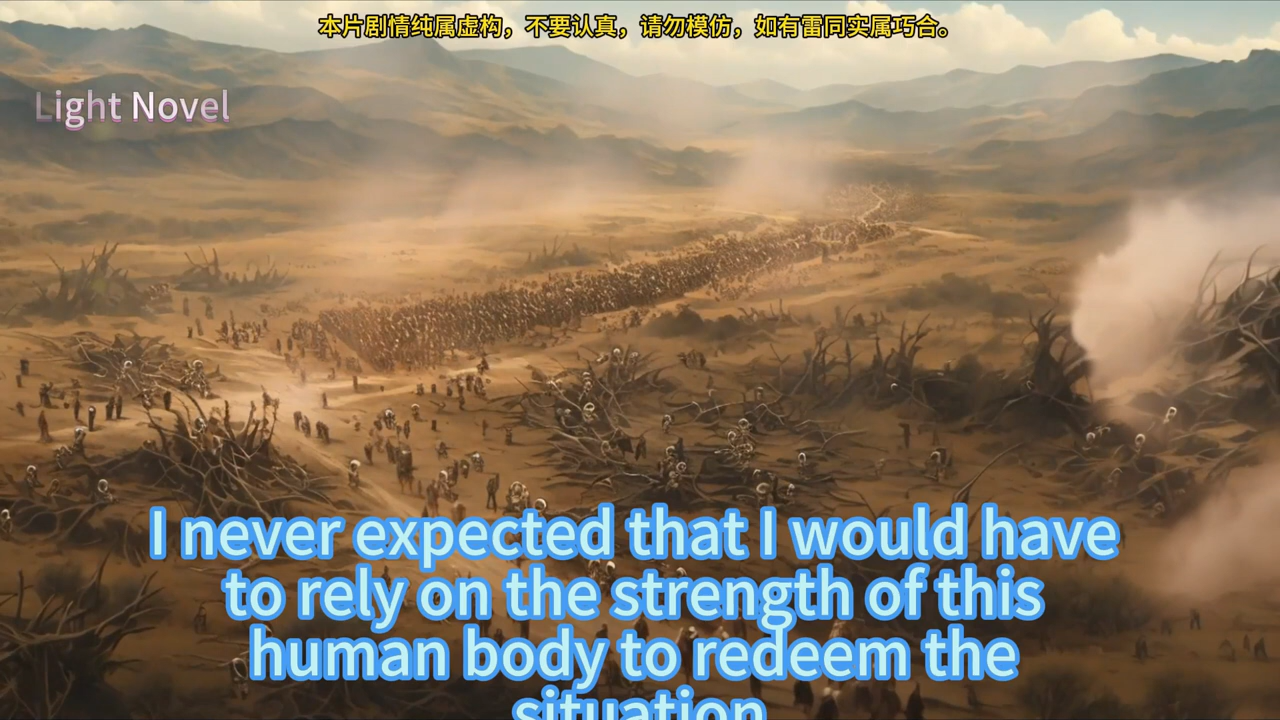 本片剧情纯属虚构，不要认真，请勿模仿，如有雷同实属巧合。
Light Novel
I never expected that I would have
to rely on the strength of this
human body to redeem the
situation